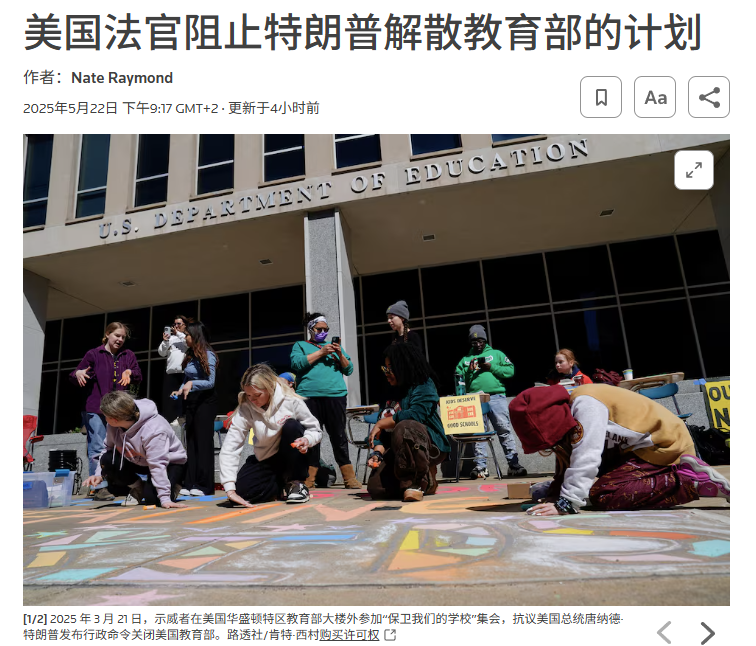 美国法官阻止特朗普解散教育部的计划
作者：Nate Raymond
2025年5月22日 下午9:17 GMT+2 · 更新于4小时前
Aa
U.S. DEPARTMENT OF EDUCATION
KIDS DESERVE
GOOD SCHOOLS
[1/2] 2025 年 3 月 21 日，示威者在美国华盛顿特区教育部大楼外参加“保卫我们的学校”集会，抗议美国总统唐纳德·
特朗普发布行政命令关闭美国教育部。路透社/肯特·西村购买许可权